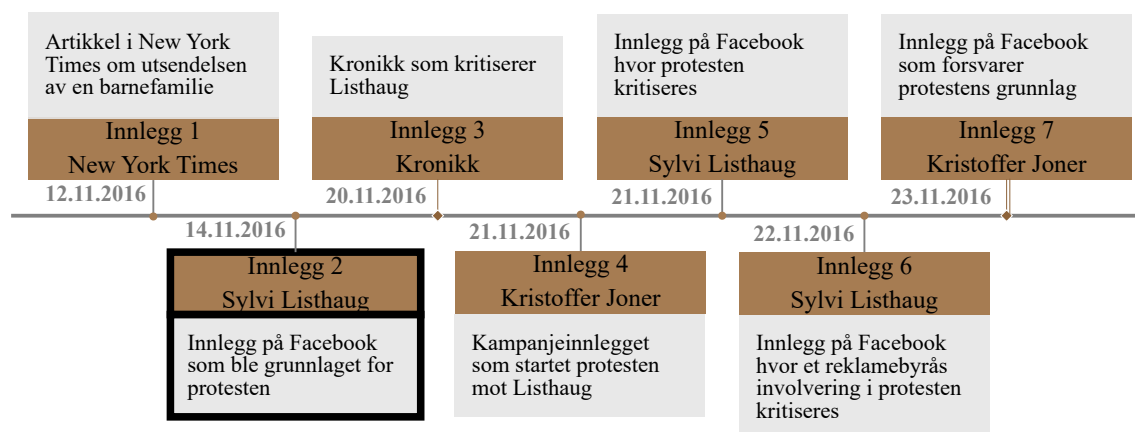 Artikkel i New York
Times om utsendelsen
av en barnefamilie
Innlegg 1
New York Times
12.11.2016
Innlegg 2
Sylvi Listhaug
14.11.2016
Innlegg på Facebook
som ble grunnlaget for
protesten
Kronikk som kritiserer
Listhaug
Innlegg 3
Kronikk
20.11.2016
21.11.2016
Innlegg 4
Kristoffer Joner
Kampanjeinnlegget
som startet protesten
mot Listhaug
Innlegg på Facebook
hvor protesten
kritiseres
Innlegg 5
Sylvi Listhaug
21.11.2016
22.11.2016
Innlegg 6
Sylvi Listhaug
Innlegg på Facebook
hvor et reklamebyrås
involvering i protesten
kritiseres
Innlegg på Facebook
som forsvarer
protestens grunnlag
Innlegg 7
Kristoffer Joner
23.11.2016